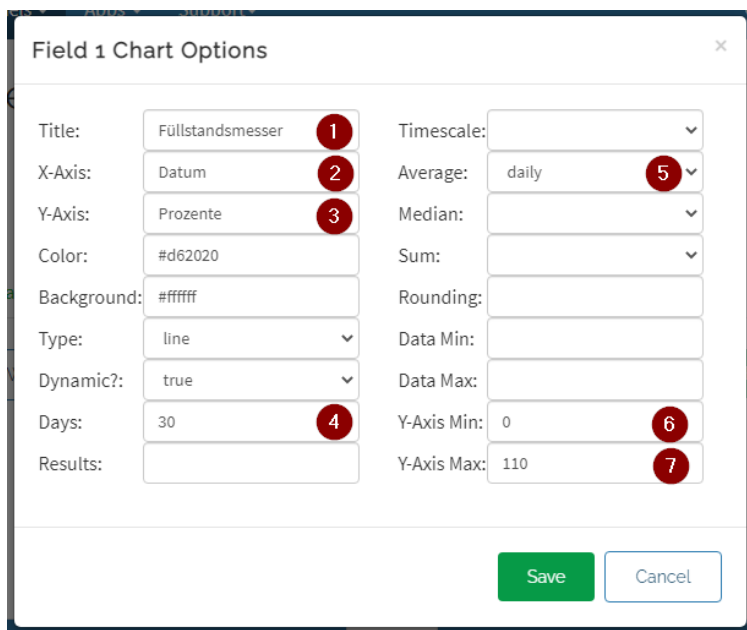 Apps Support
Field 1 Chart Options ×
Title: Füllstandsmesser 1
X-Axis: Datum 2
Y-Axis: Prozente 3
Color: #d62020
Background: #ffffff
Type: line
Dynamic?: true
Days: 30 4
Results:
Timescale:
Average: daily 5
Median:
Sum:
Rounding:
Data Min:
Data Max:
Y-Axis Min: 0 6
Y-Axis Max: 110 7
Save Cancel